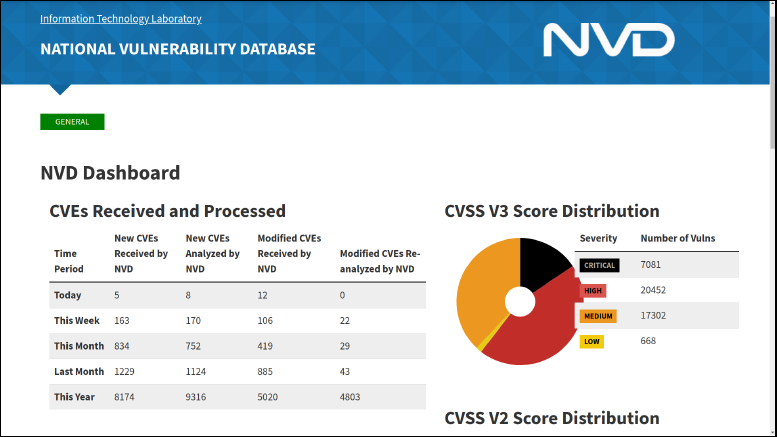 Information Technology Laboratory
NATIONAL VULNERABILITY DATABASE
NVD
GENERAL
NVD Dashboard
CVEs Received and Processed
Time Period New CVEs Received by NVD New CVEs Analyzed by NVD Modified CVEs Received by NVD Modified CVEs Re-analyzed by NVD
Today 5 8 12 0
This Week 163 170 106 22
This Month 834 752 419 29
Last Month 1229 1124 885 43
This Year 8174 9316 5020 4803
CVSS V3 Score Distribution
Severity Number of Vulns
CRITICAL 7081
HIGH 20452
MEDIUM 17302
LOW 668
CVSS V2 Score Distribution